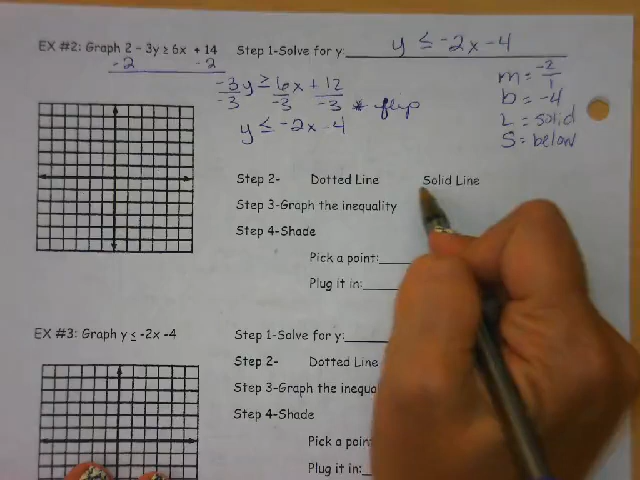 EX #2: Graph 2 - 3y ≥ 6x + 14
-2 -2
Step 1-Solve for y: y ≤ -2x - 4
-3y ≥ 6x + 12
-3 -3 -3 * flip
y ≤ -2x - 4
m = -2/1
b = -4
L = solid
S = below
Step 2- Dotted Line Solid Line
Step 3-Graph the inequality
Step 4-Shade
Pick a point:
Plug it in:
EX #3: Graph y ≤ -2x -4
Step 1-Solve for y:
Step 2- Dotted Line
Step 3-Graph the
Step 4-Shade
Pick a
Plug it in: